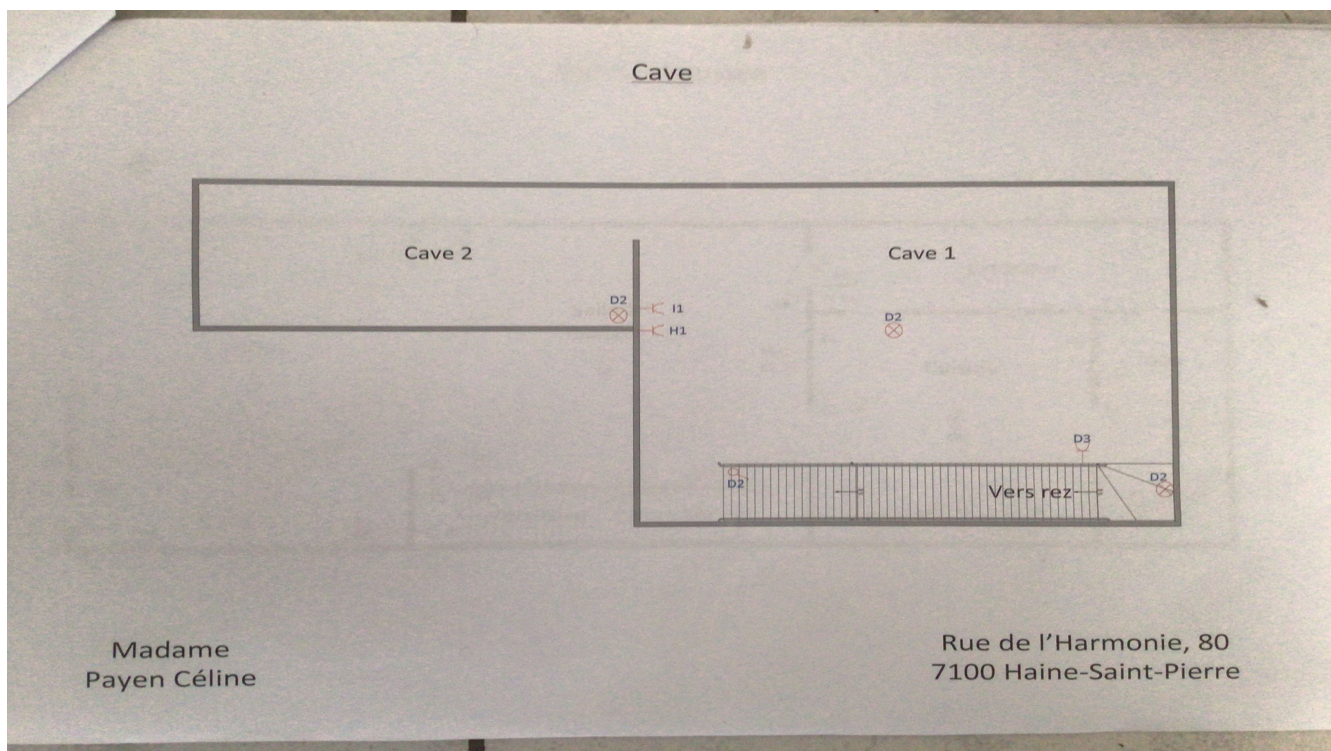 Cave
Cave 2
Cave 1
D2
I1
H1
D2
D3
D2
D2
Vers rez
Madame
Payen Céline
Rue de l'Harmonie, 80
7100 Haine-Saint-Pierre